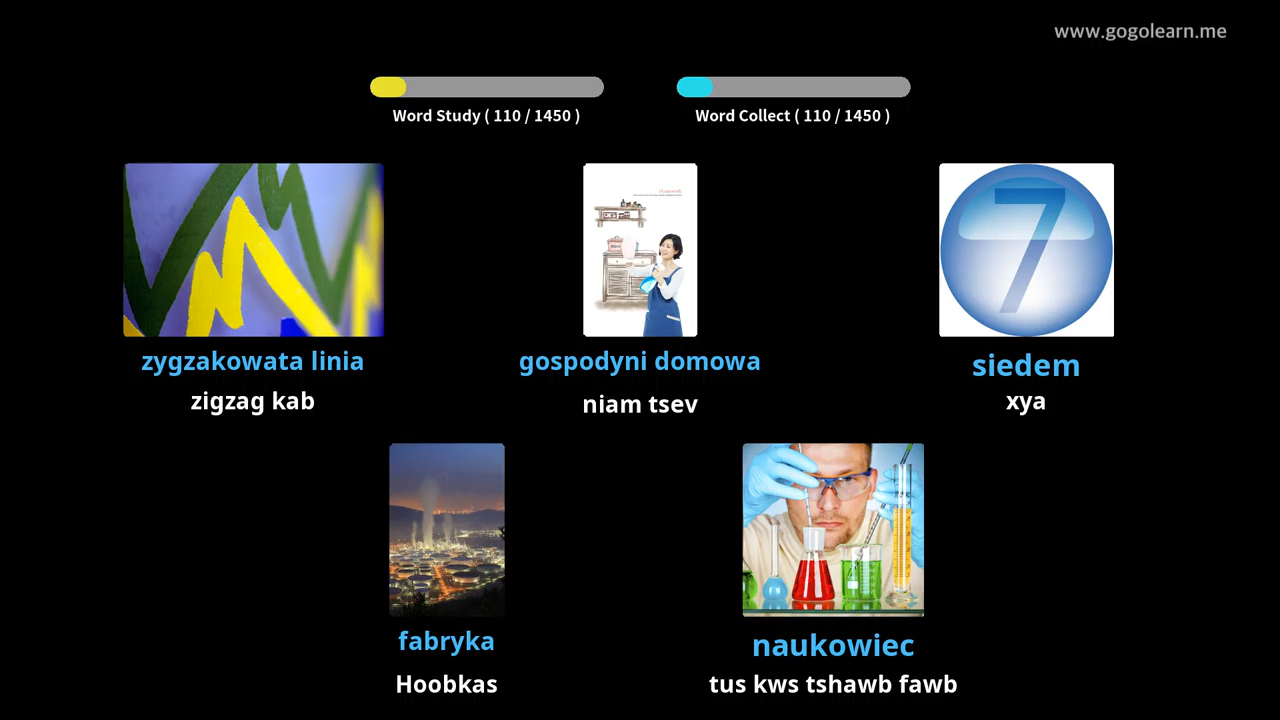 www.gogolearn.me
Word Study ( 110 / 1450 )
Word Collect ( 110 / 1450 )
zygzakowata linia
zigzag kab
gospodyni domowa
niam tsev
7
siedem
xya
fabryka
Hoobkas
naukowiec
tus kws tshawb fawb